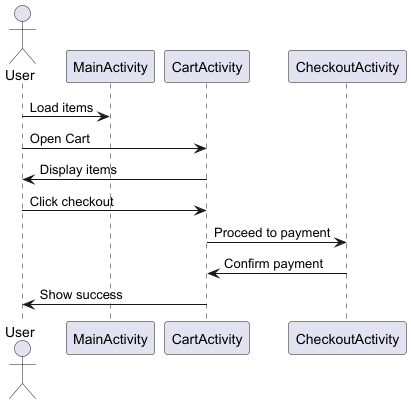 User
MainActivity
CartActivity
CheckoutActivity
Load items
Open Cart
Display items
Click checkout
Proceed to payment
Confirm payment
Show success
User
MainActivity
CartActivity
CheckoutActivity